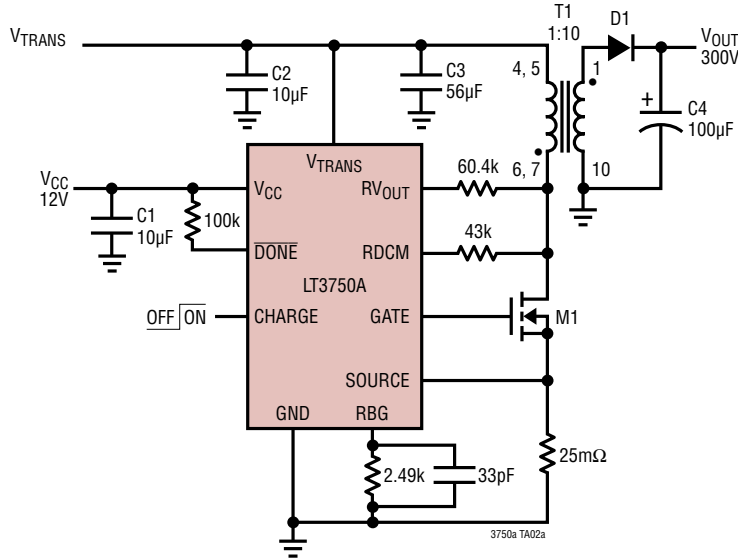 T1
1:10
D1
VTRANS
VOUT
300V
C2
10µF
C3
56µF
4, 5
1
+
C4
100µF
6, 7
10
VTRANS
VCC
12V
VCC
RVOUT
60.4k
C1
10µF
100k
DONE
RDCM
43k
LT3750A
OFF ON
CHARGE
GATE
M1
SOURCE
GND
RBG
2.49k
33pF
25mΩ
3750a TA02a